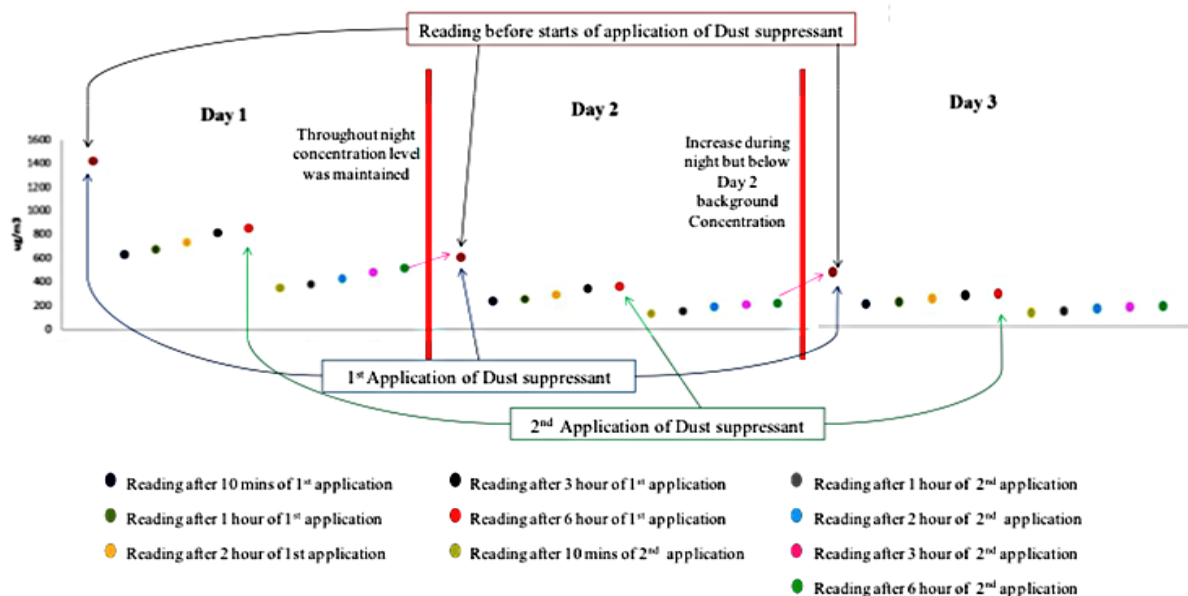 Reading before starts of application of Dust suppressant
Day 1
Day 2
Day 3
Throughout night
concentration level
was maintained
Increase during
night but below
Day 2
background
Concentration
ug/m3
1600
1400
1200
1000
800
600
400
200
0
1st Application of Dust suppressant
2nd Application of Dust suppressant
Reading after 10 mins of 1st application
Reading after 3 hour of 1st application
Reading after 1 hour of 2nd application
Reading after 1 hour of 1st application
Reading after 6 hour of 1st application
Reading after 2 hour of 2nd application
Reading after 2 hour of 1st application
Reading after 10 mins of 2nd application
Reading after 3 hour of 2nd application
Reading after 6 hour of 2nd application